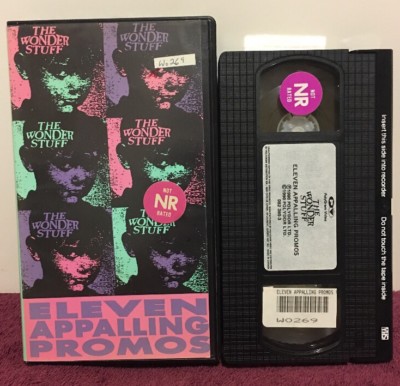 THE
WONDER
STUFF
THE
WONDER
STUFF
THE
WONDER
STUFF
THE
WONDER
STUFF
THE
WONDER
STUFF
THE
WONDER
STUFF
W0269
NOT
NR
RATED
ELEVEN
APPALLING
PROMOS
NOT
NR
RATED
THE
WONDER
STUFF
ELEVEN APPALLING PROMOS
ELEVEN APPALLING PROMOS
W0269
Insert this side into recorder
Do not touch the tape inside
VHS